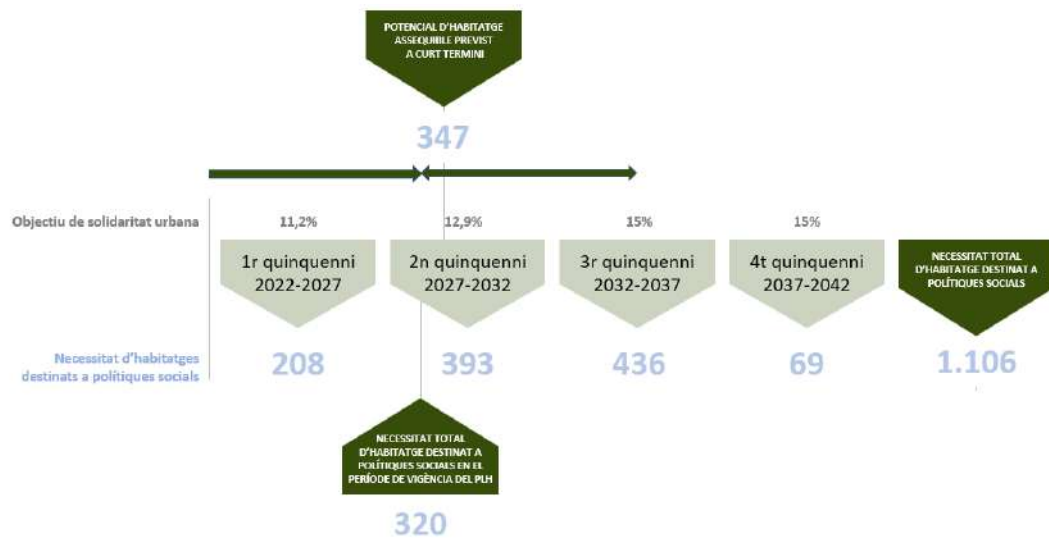 POTENCIAL D'HABITATGE
ASSEQUIBLE PREVIST
A CURT TERMINI
347
Objectiu de solidaritat urbana
11,2%
12,9%
15%
15%
1r quinquenni
2022-2027
2n quinquenni
2027-2032
3r quinquenni
2032-2037
4t quinquenni
2037-2042
NECESSITAT TOTAL
D'HABITATGE DESTINAT A
POLÍTIQUES SOCIALS
Necessitat d'habitatges
destinats a polítiques socials
208
393
436
69
1.106
NECESSITAT TOTAL
D'HABITATGE DESTINAT A
POLÍTIQUES SOCIALS EN EL
PERÍODE DE VIGÈNCIA DEL PLH
320